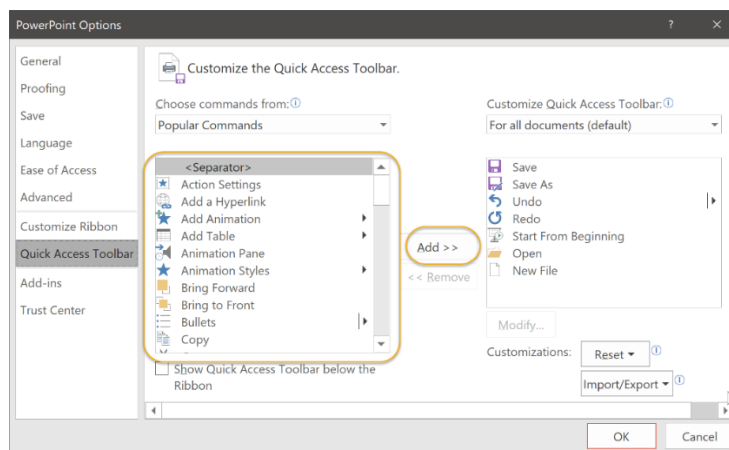 PowerPoint Options
?
General
Proofing
Save
Language
Ease of Access
Advanced
Customize Ribbon
Quick Access Toolbar
Add-ins
Trust Center
Customize the Quick Access Toolbar.
Choose commands from:
Popular Commands
<Separator>
Action Settings
Add a Hyperlink
Add Animation
Add Table
Animation Pane
Animation Styles
Bring Forward
Bring to Front
Bullets
Copy
Show Quick Access Toolbar below the
Ribbon
Add >>
<< Remove
Customize Quick Access Toolbar:
For all documents (default)
Save
Save As
Undo
Redo
Start From Beginning
Open
New File
Modify...
Customizations:
Reset
Import/Export
OK
Cancel